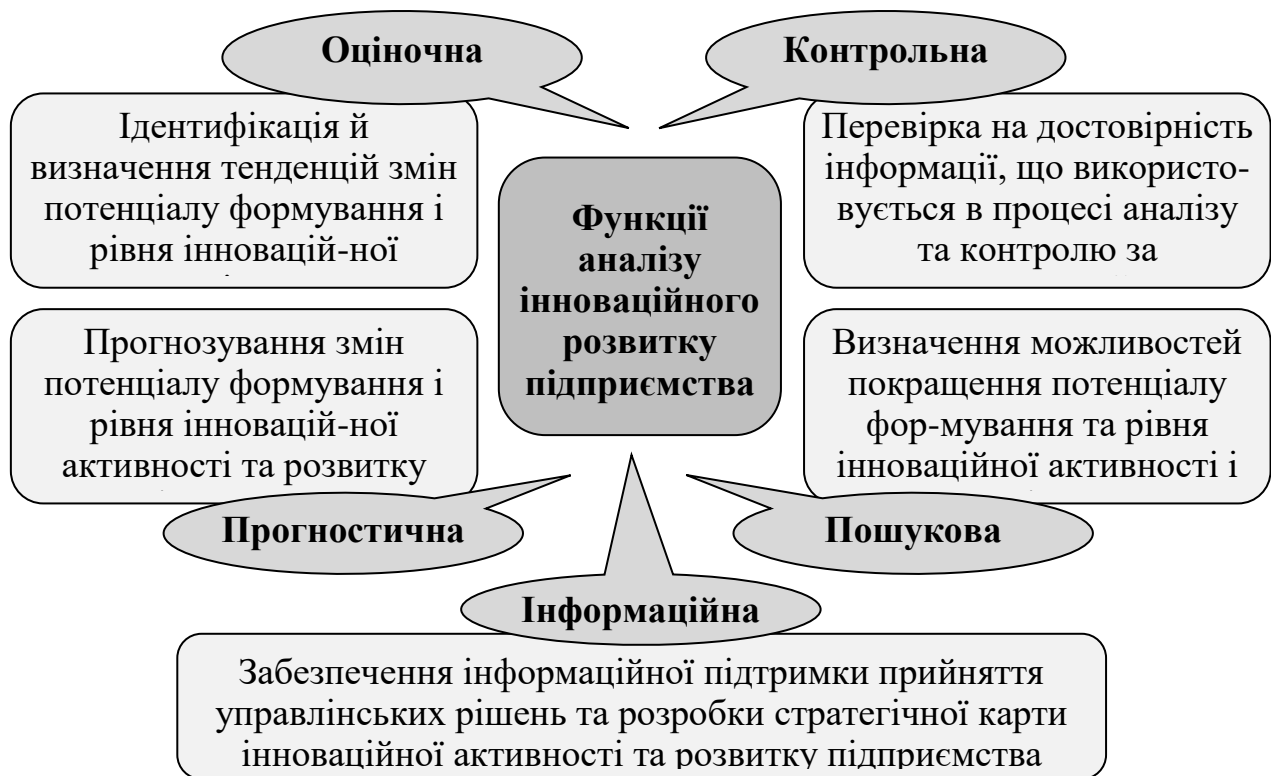 Оціночна
Контрольна
Ідентифікація й
визначення тенденцій змін
потенціалу формування і
рівня інновацій-ної
Перевірка на достовірність
інформації, що використо-
вується в процесі аналізу
та контролю за
Функції
аналізу
інноваційного
розвитку
підприємства
Прогнозування змін
потенціалу формування і
рівня інновацій-ної
активності та розвитку
Визначення можливостей
покращення потенціалу
фор-мування та рівня
інноваційної активності і
Прогностична
Пошукова
Інформаційна
Забезпечення інформаційної підтримки прийняття
управлінських рішень та розробки стратегічної карти
інноваційної активності та розвитку підприємства